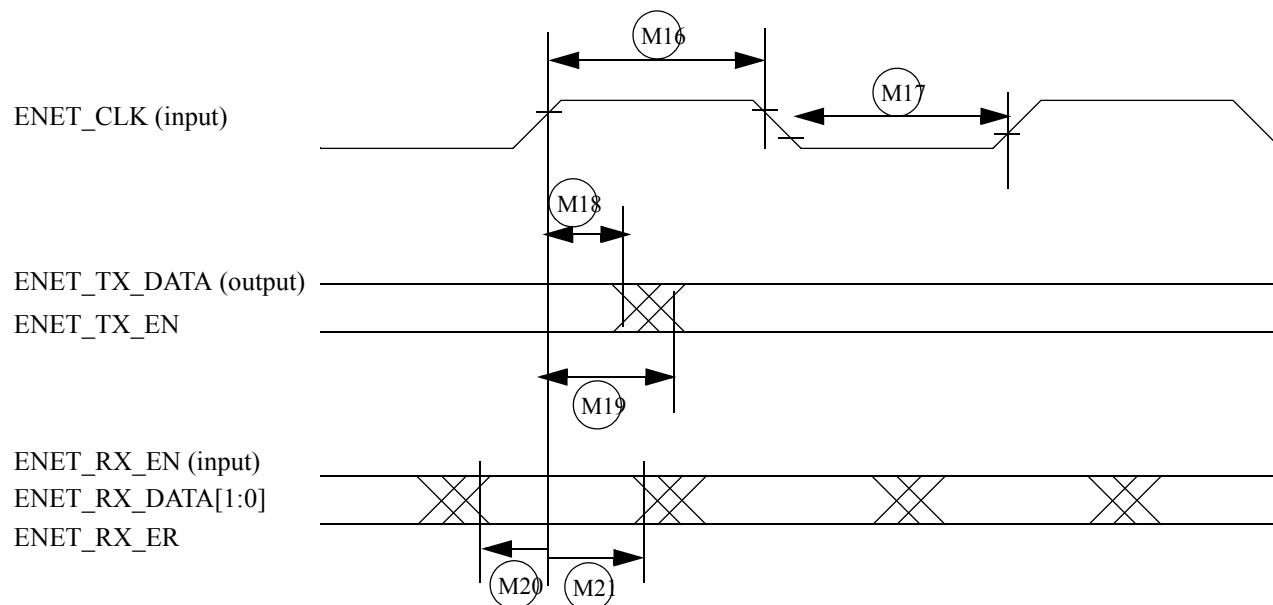 M16
M17
ENET_CLK (input)
M18
ENET_TX_DATA (output)
ENET_TX_EN
M19
ENET_RX_EN (input)
ENET_RX_DATA[1:0]
ENET_RX_ER
M20
M21